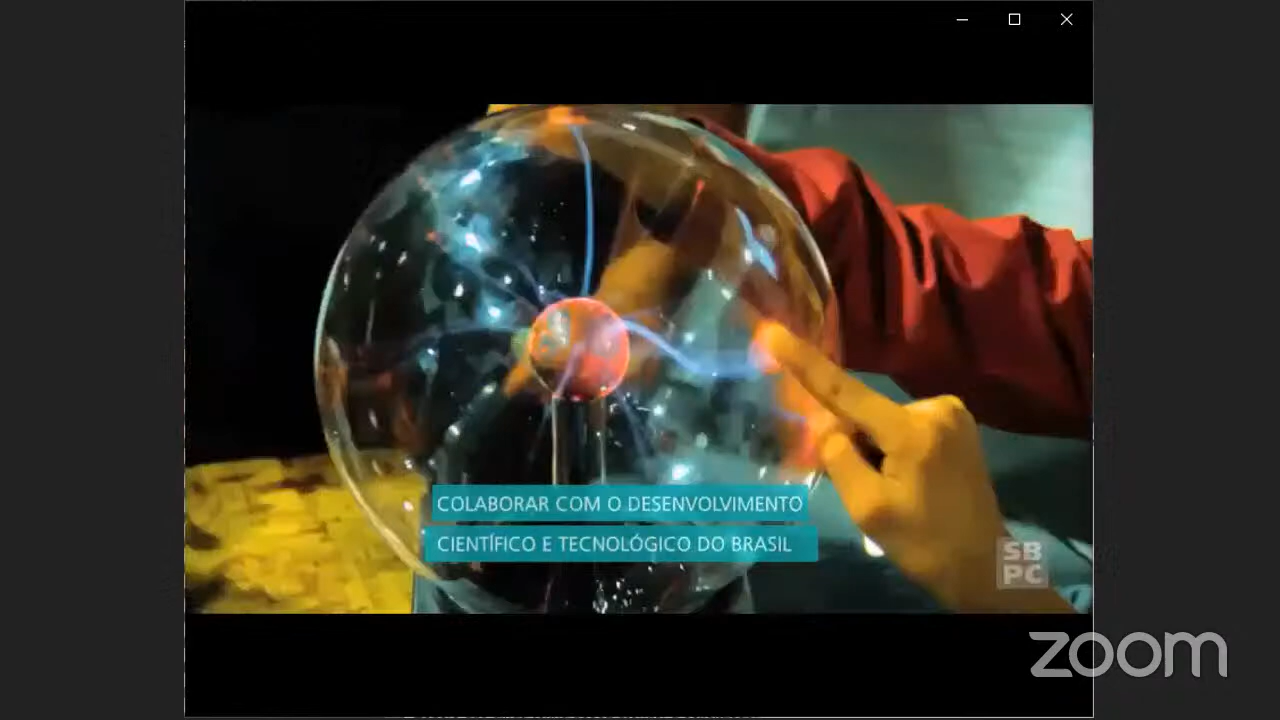 COLABORAR COM O DESENVOLVIMENTO
CIENTÍFICO E TECNOLÓGICO DO BRASIL
SB
PC
zoom